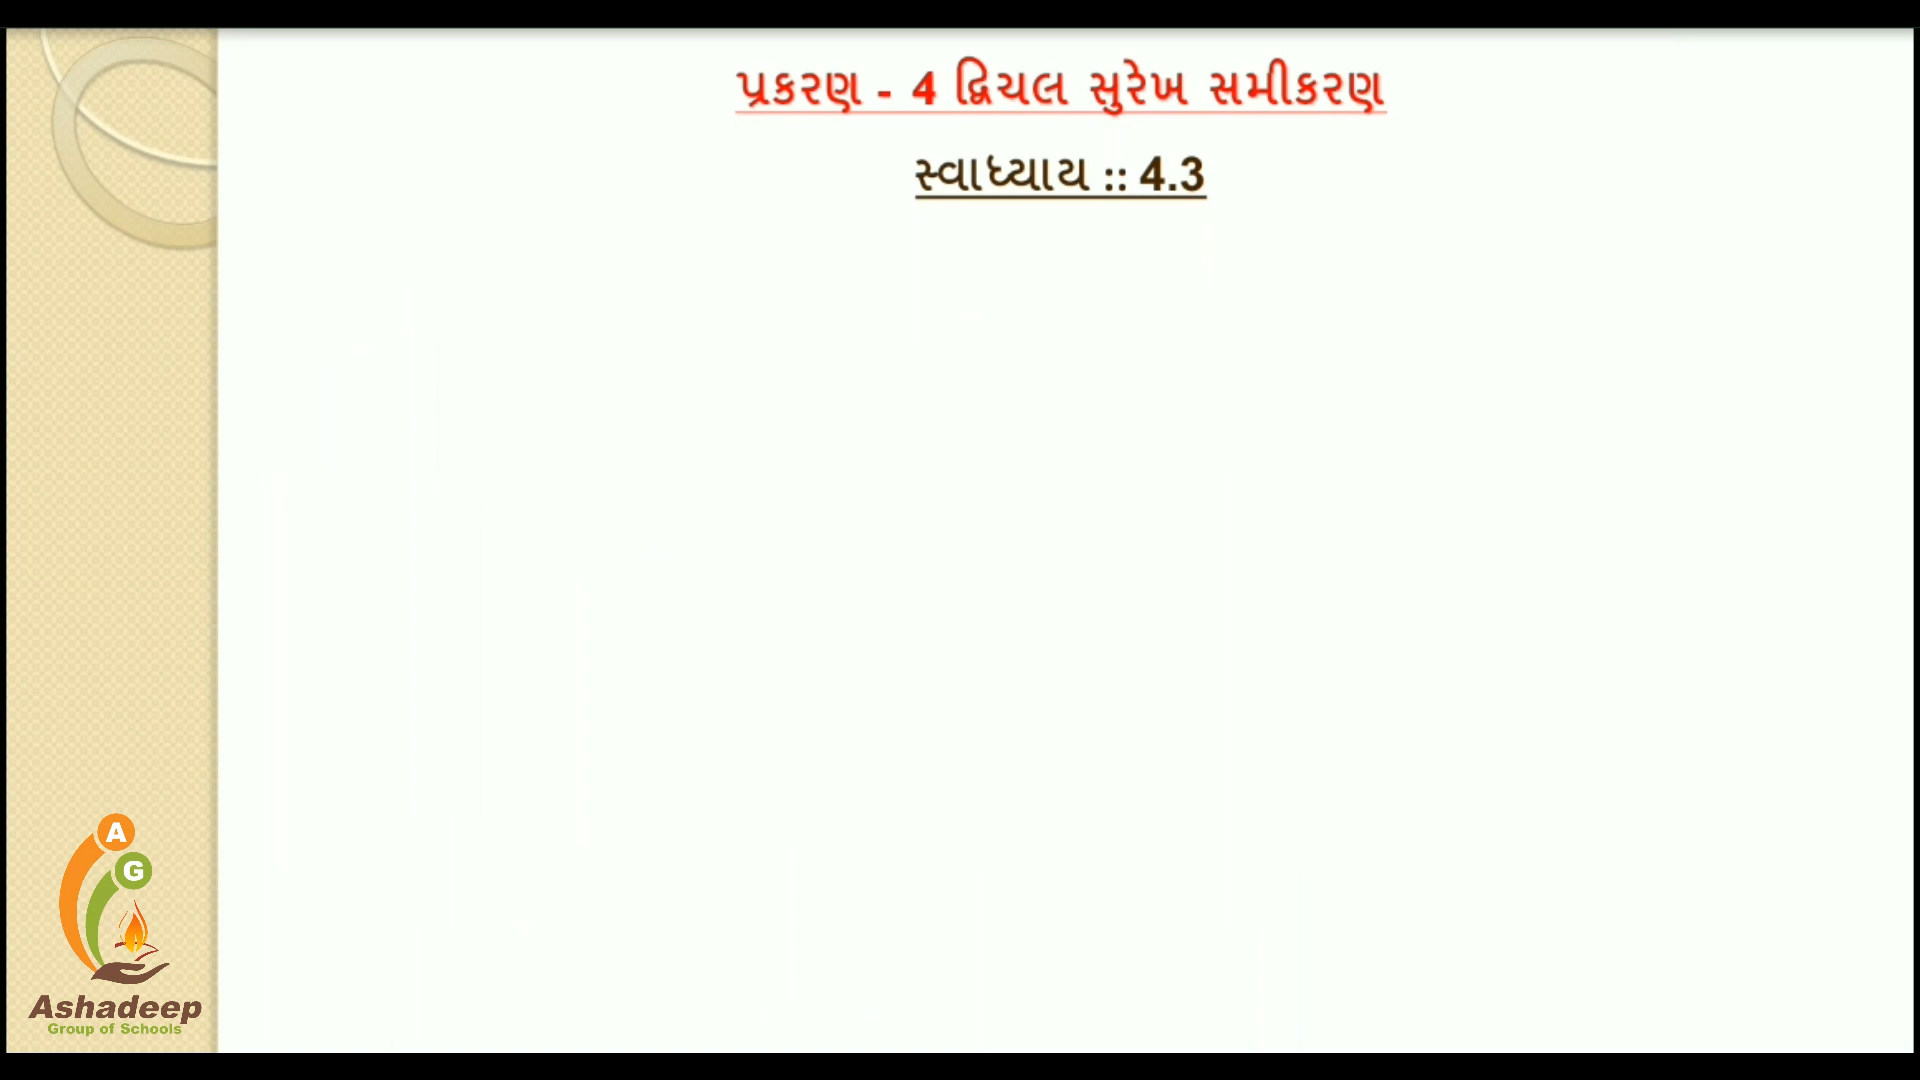 પ્રકરણ - 4 દ્વિચલ સુરેખ સમીકરણ
સ્વાધ્યાય :: 4.3
A
G
Ashadeep
Group of Schools